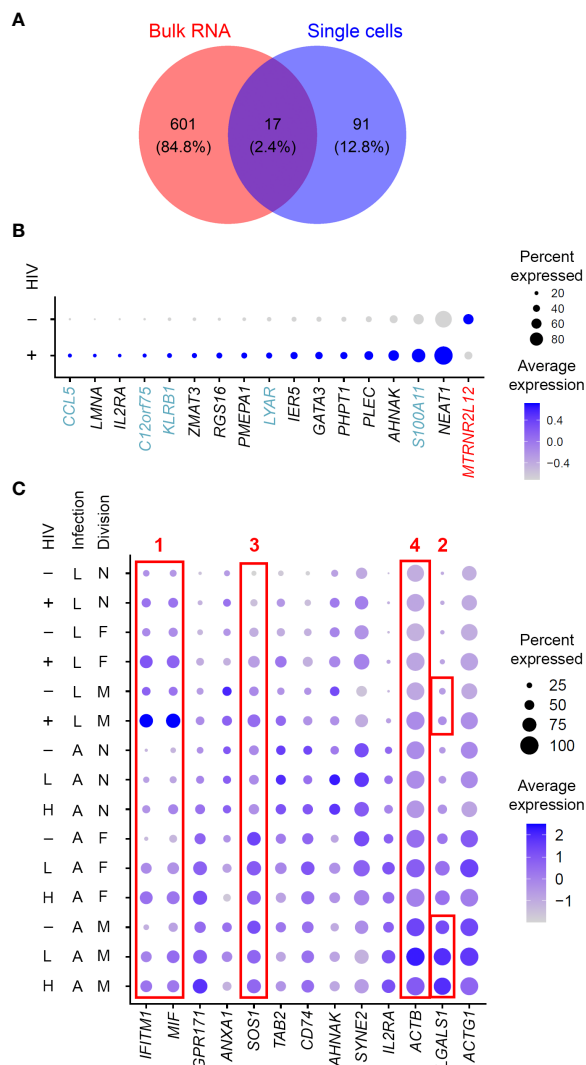 A
Bulk RNA Single cells
601 17 91
(84.8%) (2.4%) (12.8%)
B
HIV
−
+
CCL5 LMNA IL2RA C12orf75 KLRB1 ZMAT3 RGS16 PMEPA1 LYAR IER5 GATA3 PHPT1 PLEC AHNAK S100A11 NEAT1 MTRNR2L12
Percent
expressed
20
40
60
80
Average
expression
0.4
0.0
−0.4
C
HIV Infection Division
1 3 4 2
− L N
+ L N
− L F
+ L F
− L M
+ L M
− A N
L A N
H A N
− A F
L A F
H A F
− A M
L A M
H A M
IFITM1 MIF GPR171 ANXA1 SOS1 TAB2 CD74 AHNAK SYNE2 IL2RA ACTB LGALS1 ACTG1
Percent
expressed
25
50
75
100
Average
expression
2
1
0
−1